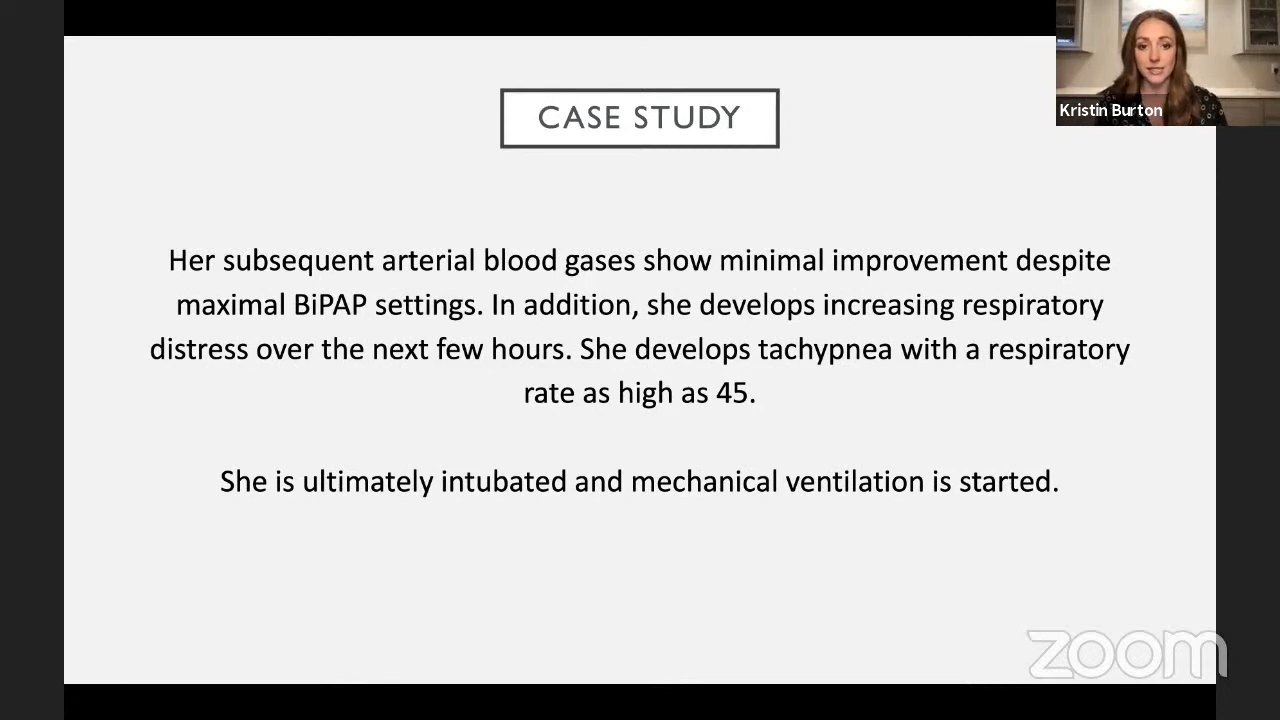 CASE STUDY
Kristin Burton
Her subsequent arterial blood gases show minimal improvement despite
maximal BiPAP settings. In addition, she develops increasing respiratory
distress over the next few hours. She develops tachypnea with a respiratory
rate as high as 45.
She is ultimately intubated and mechanical ventilation is started.
zoom